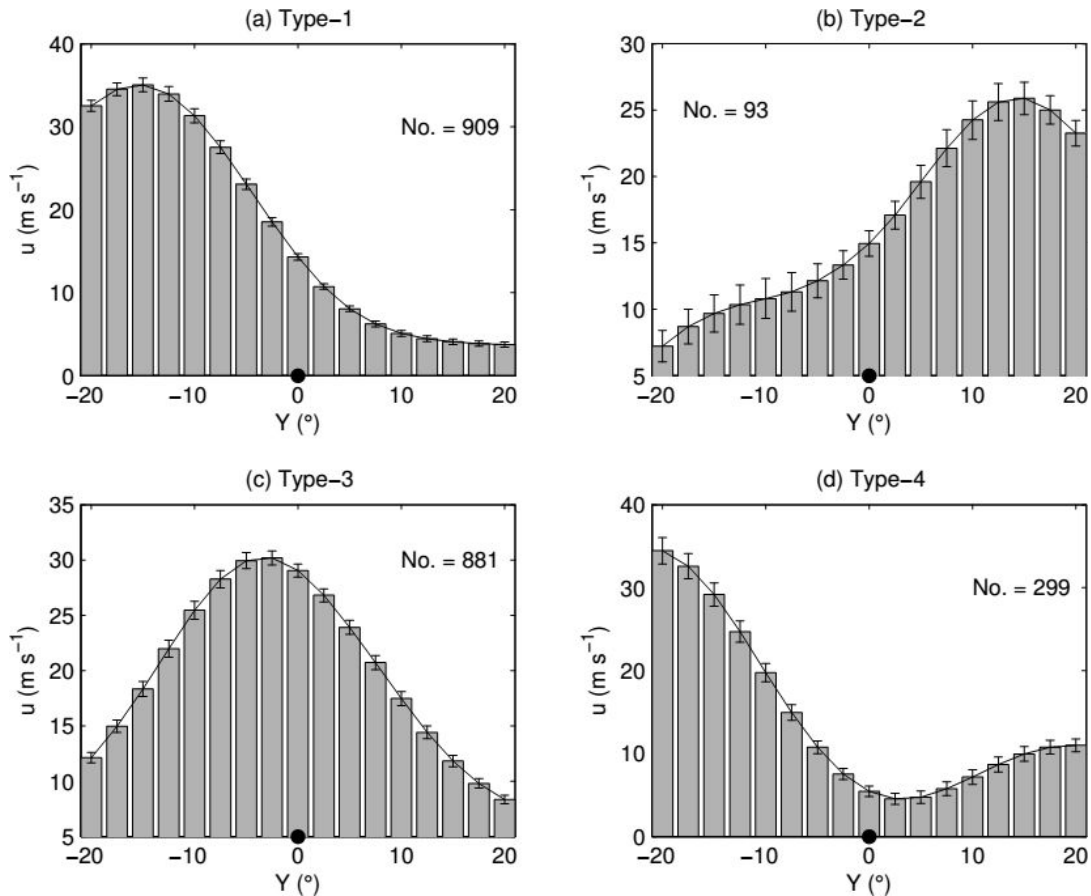 (a) Type−1
40
30
20
10
0
u (m s⁻¹)
No. = 909
−20
−10
0
10
20
Y (°)
(b) Type−2
30
25
20
15
10
5
u (m s⁻¹)
No. = 93
−20
−10
0
10
20
Y (°)
(c) Type−3
35
30
25
20
15
10
5
u (m s⁻¹)
No. = 881
−20
−10
0
10
20
Y (°)
(d) Type−4
40
30
20
10
0
u (m s⁻¹)
No. = 299
−20
−10
0
10
20
Y (°)